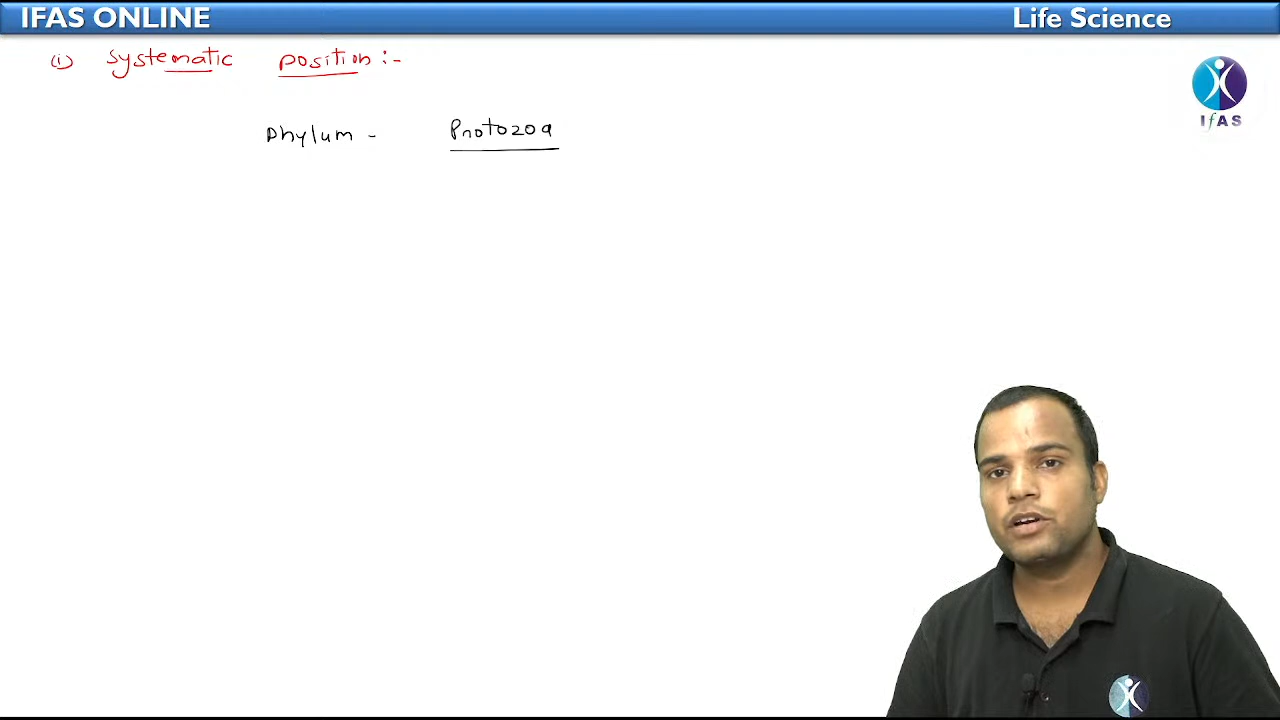 IFAS ONLINE Life Science
(i) Systematic position :-
IfAS
Phylum - Protozoa